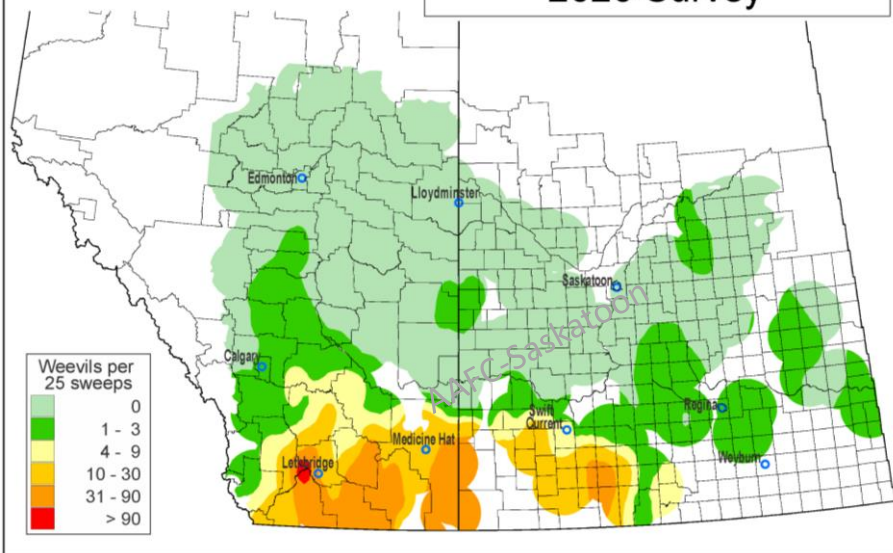 2020 Survey
Edmonton
Lloydminster
Saskatoon
AAFC-Saskatoon
Calgary
Weevils per
25 sweeps
0
1 - 3
4 - 9
10 - 30
31 - 90
> 90
Swift
Current
Regina
Medicine Hat
Lethbridge
Weyburn